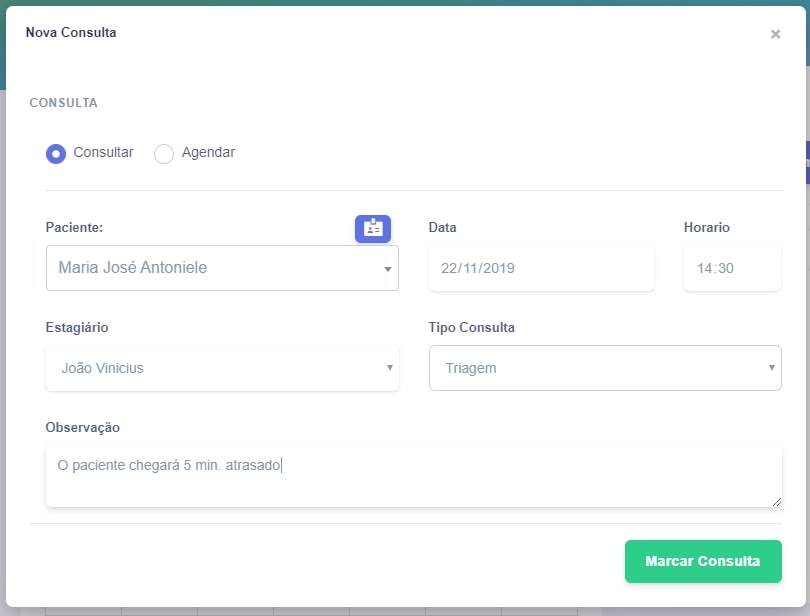 Nova Consulta
×
CONSULTA
Consultar Agendar
Paciente: Data Horario
Maria José Antoniele 22/11/2019 14:30
Estagiário Tipo Consulta
João Vinicius Triagem
Observação
O paciente chegará 5 min. atrasado
Marcar Consulta